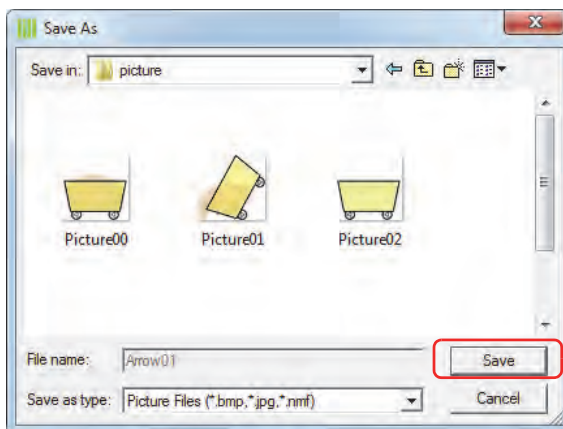 Save As
Save in: picture
Picture00 Picture01 Picture02
File name: Arrow01 Save
Save as type: Picture Files (*.bmp,*.jpg,*.nmf) Cancel